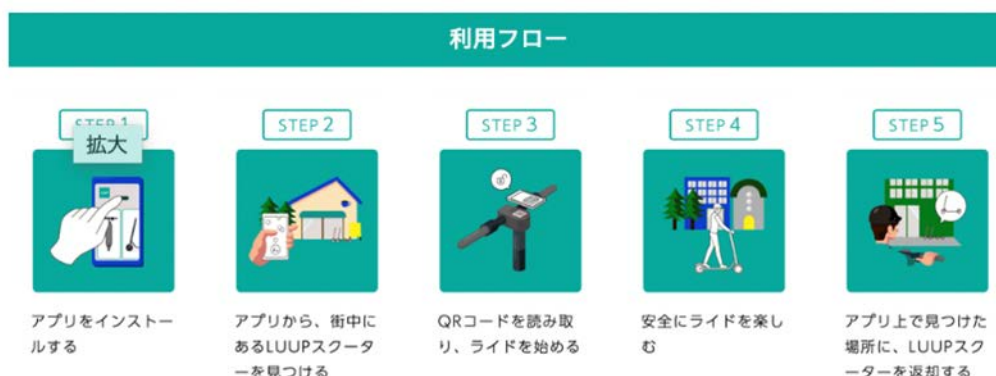 利用フロー
STEP 1
拡大
STEP 2
STEP 3
STEP 4
STEP 5
アプリをインストー
ルする
アプリから、街中に
あるLUUPスクータ
ーを見つける
QRコードを読み取
り、ライドを始める
安全にライドを楽し
む
アプリ上で見つけた
場所に、LUUPスク
ーターを返却する